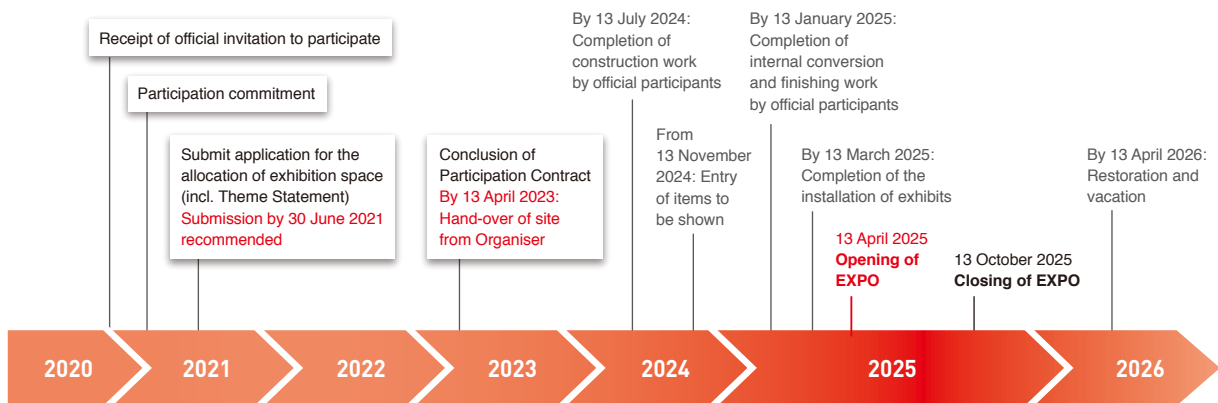 Receipt of official invitation to participate
Participation commitment
Submit application for the
allocation of exhibition space
(incl. Theme Statement)
Submission by 30 June 2021
recommended
Conclusion of
Participation Contract
By 13 April 2023:
Hand-over of site
from Organiser
By 13 July 2024:
Completion of
construction work
by official participants
From
13 November
2024: Entry
of items to
be shown
By 13 January 2025:
Completion of
internal conversion
and finishing work
by official participants
By 13 March 2025:
Completion of the
installation of exhibits
13 April 2025
Opening of
EXPO
13 October 2025
Closing of EXPO
By 13 April 2026:
Restoration and
vacation
2020
2021
2022
2023
2024
2025
2026